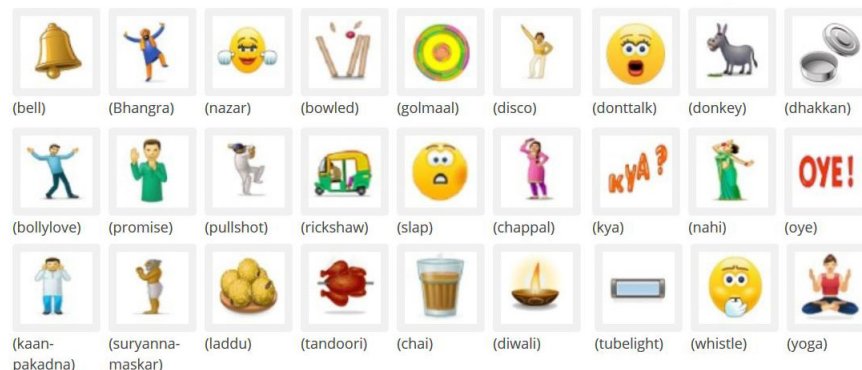 (bell) (Bhangra) (nazar) (bowled) (golmaal) (disco) (donttalk) (donkey) (dhakkan)
KYA? OYE!
(bollylove) (promise) (pullshot) (rickshaw) (slap) (chappal) (kya) (nahi) (oye)
(kaan- (suryanna- (laddu) (tandoori) (chai) (diwali) (tubelight) (whistle) (yoga)
pakadna) maskar)